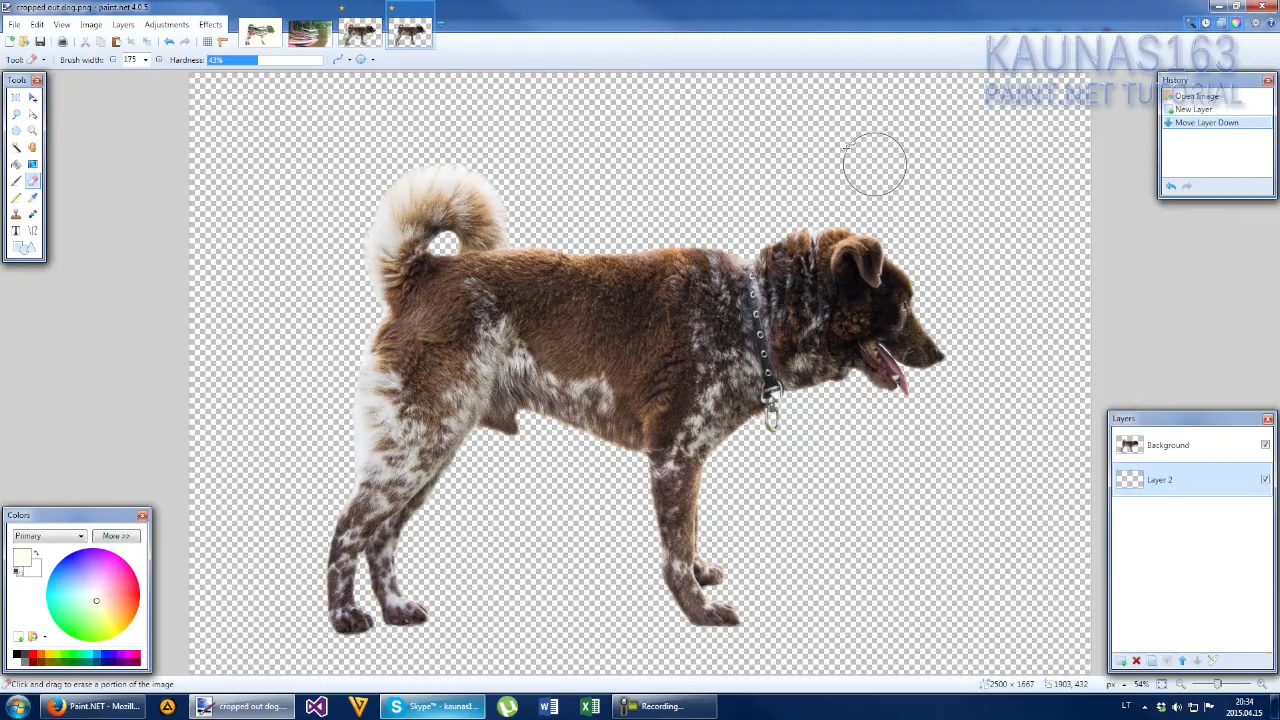 cropped out dog.png - paint.net 4.0.5
File Edit View Image Layers Adjustments Effects
Tool: Brush width: 175 Hardness: 43%
KAUNAS163
PAINT.NET TUTORIAL
Tools
History
Open Image
New Layer
Move Layer Down
Layers
Background
Layer 2
Colors
Primary
More >>
Click and drag to erase a portion of the image
2500 x 1667
1903, 432
px
54%
Paint.NET - Mozill...
cropped out dog....
Skype™ - kaunas1...
Recording...
LT
20:34
2015.04.15